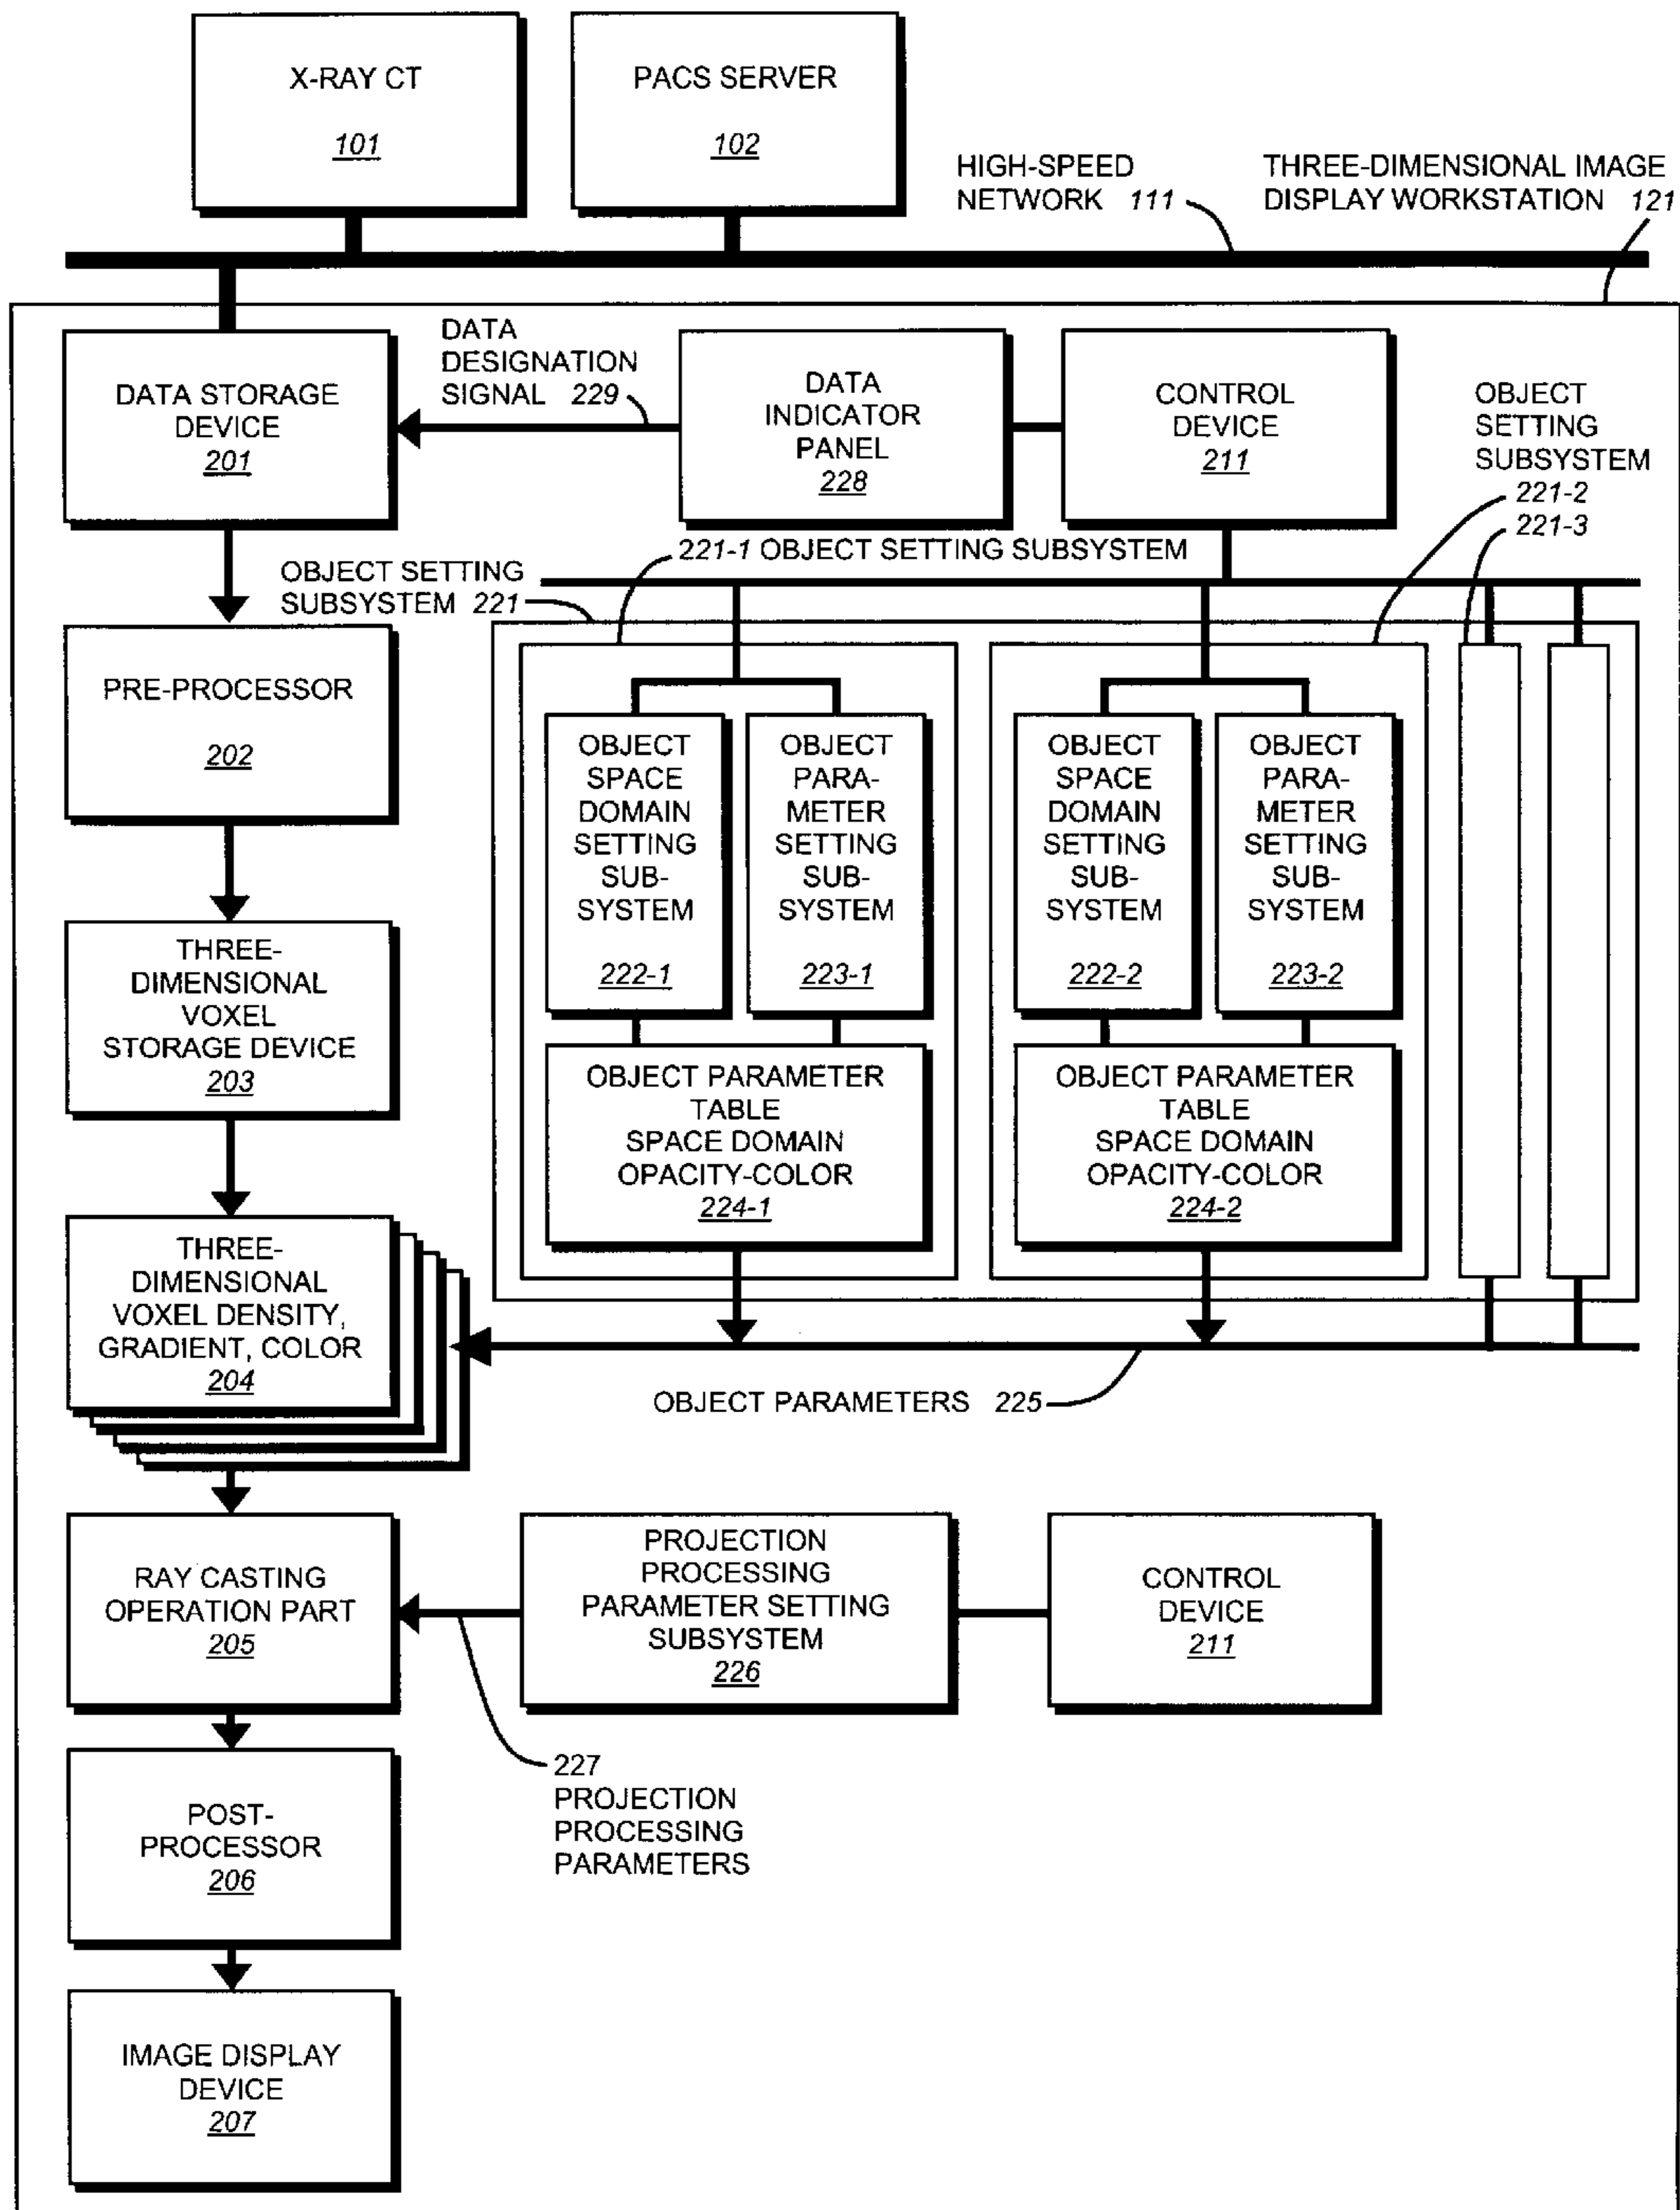 X-RAY CT
101
PACS SERVER
102
HIGH-SPEED
NETWORK 111
THREE-DIMENSIONAL IMAGE
DISPLAY WORKSTATION 121
DATA STORAGE
DEVICE
201
DATA
DESIGNATION
SIGNAL 229
DATA
INDICATOR
PANEL
228
CONTROL
DEVICE
211
OBJECT
SETTING
SUBSYSTEM
221-2
221-3
221-1 OBJECT SETTING SUBSYSTEM
OBJECT SETTING
SUBSYSTEM 221
PRE-PROCESSOR
202
OBJECT
SPACE
DOMAIN
SETTING
SUB-
SYSTEM
222-1
OBJECT
PARA-
METER
SETTING
SUB-
SYSTEM
223-1
OBJECT
SPACE
DOMAIN
SETTING
SUB-
SYSTEM
222-2
OBJECT
PARA-
METER
SETTING
SUB-
SYSTEM
223-2
THREE-
DIMENSIONAL
VOXEL
STORAGE DEVICE
203
OBJECT PARAMETER
TABLE
SPACE DOMAIN
OPACITY-COLOR
224-1
OBJECT PARAMETER
TABLE
SPACE DOMAIN
OPACITY-COLOR
224-2
THREE-
DIMENSIONAL
VOXEL DENSITY,
GRADIENT, COLOR
204
OBJECT PARAMETERS 225
RAY CASTING
OPERATION PART
205
PROJECTION
PROCESSING
PARAMETER SETTING
SUBSYSTEM
226
CONTROL
DEVICE
211
227
PROJECTION
PROCESSING
PARAMETERS
POST-
PROCESSOR
206
IMAGE DISPLAY
DEVICE
207